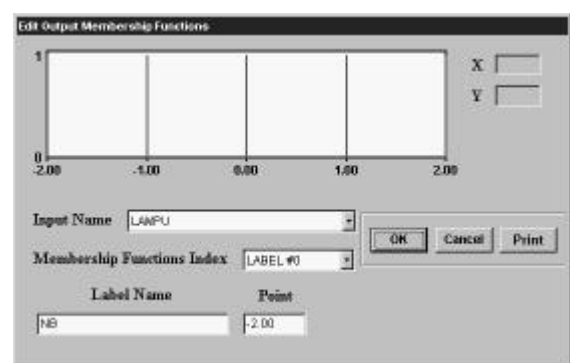 Edit Output Membership Functions
1
X
Y
0
-2.00 -1.00 0.00 1.00 2.00
Input Name LAMPU
OK Cancel Print
Membership Functions Index LABEL #0
Label Name Point
NB -2.00